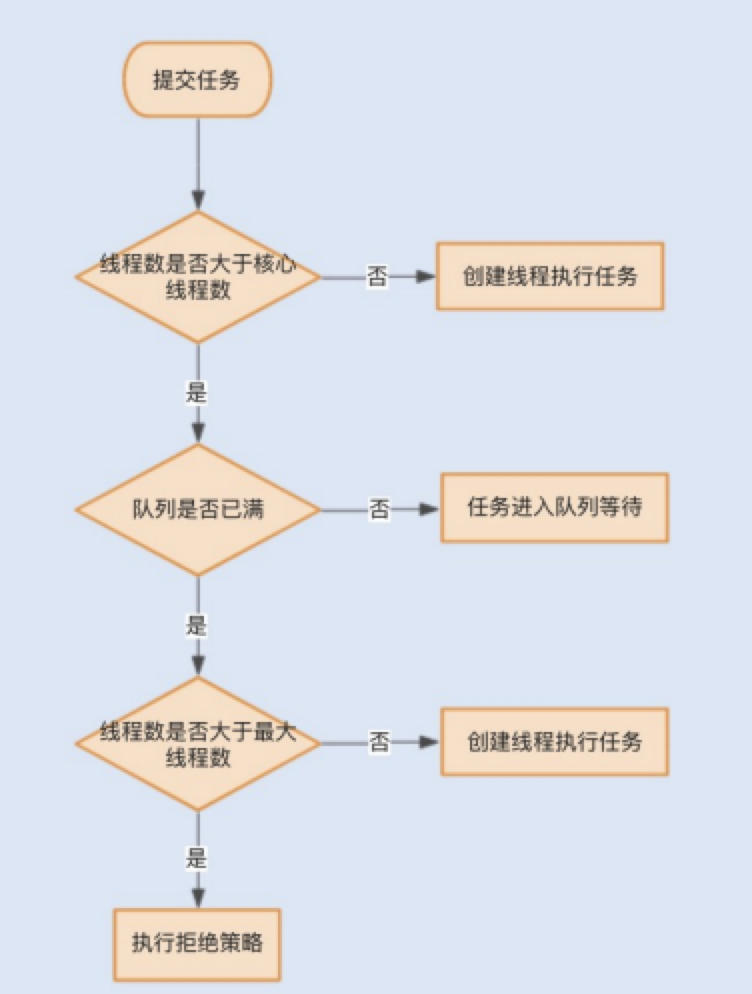 提交任务
线程数是否大于核心
线程数
否
创建线程执行任务
是
队列是否已满
否
任务进入队列等待
是
线程数是否大于最大
线程数
否
创建线程执行任务
是
执行拒绝策略